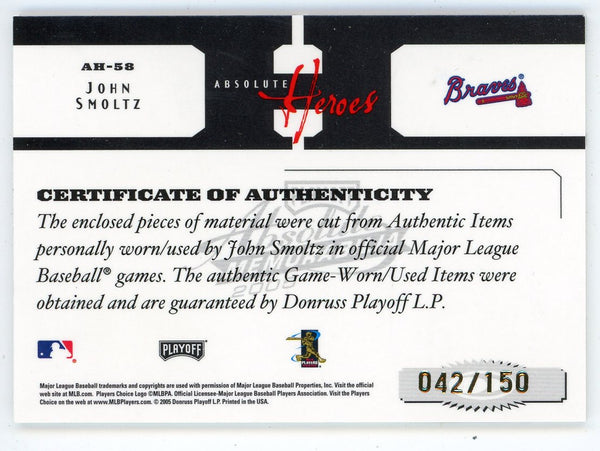 AH-58
JOHN
SMOLTZ
ABSOLUTE
Heroes
Braves
CERTIFICATE OF AUTHENTICITY
The enclosed pieces of material were cut from Authentic Items
personally worn/used by John Smoltz in official Major League
Baseball® games. The authentic Game-Worn/Used Items were
obtained and are guaranteed by Donruss Playoff L.P.
Absolute
MEMORABILIA
2005
PLAYOFF
PLAYERS
Major League Baseball trademarks and copyrights are used with permission of Major League Baseball Properties, Inc. Visit the official
web site at MLB.com. Players Choice Logo ©MLBPA. Official Licensee-Major League Baseball Players Association. Visit the Players
Choice on the web at www.MLBPlayers.com. © 2005 Donruss Playoff L.P. Printed in the USA.
042/150